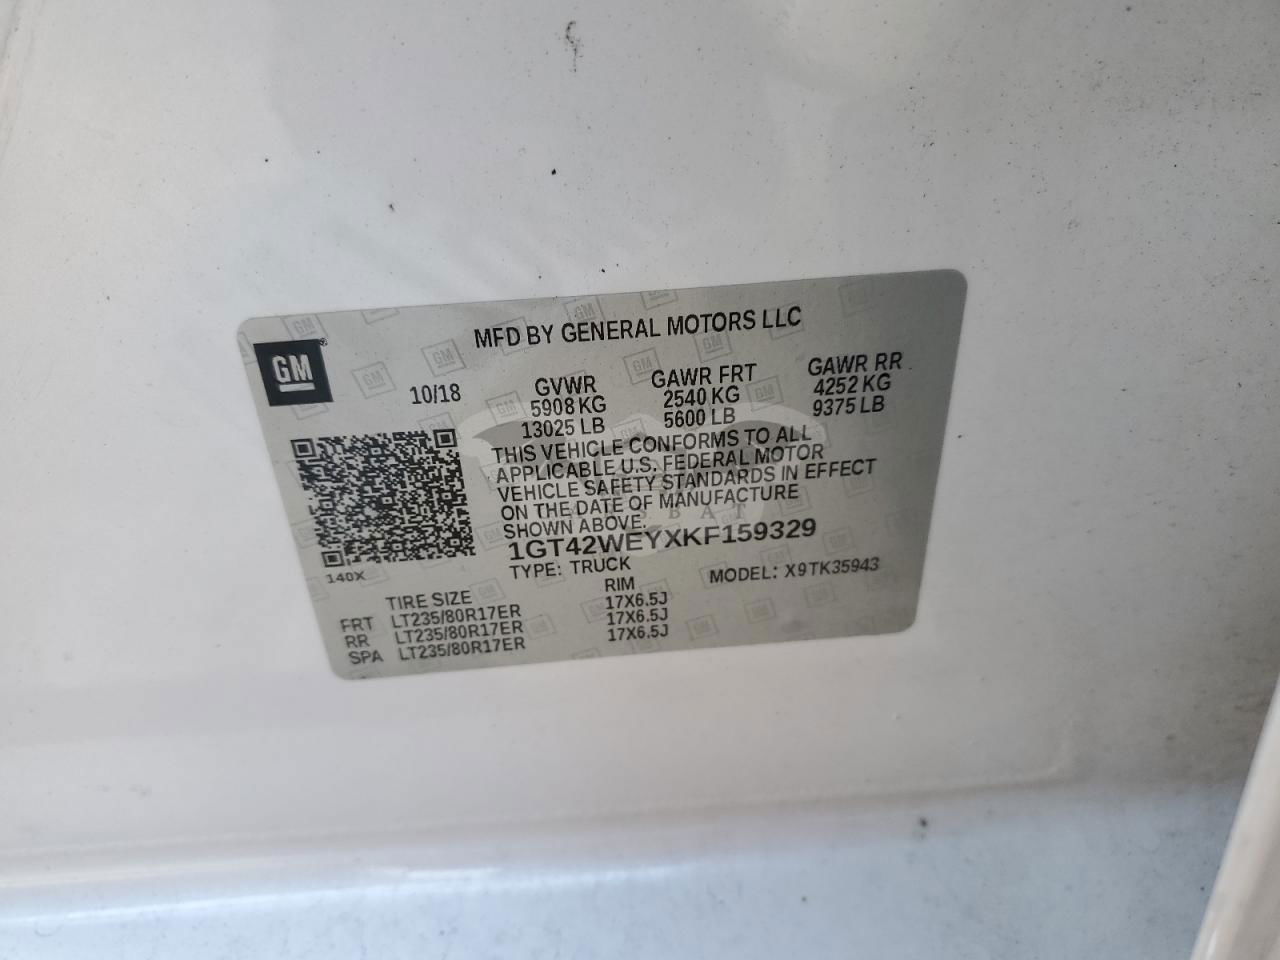 MFD BY GENERAL MOTORS LLC
GM®
10/18
GVWR GAWR FRT GAWR RR
5908 KG 2540 KG 4252 KG
13025 LB 5600 LB 9375 LB
THIS VEHICLE CONFORMS TO ALL
APPLICABLE U.S. FEDERAL MOTOR
VEHICLE SAFETY STANDARDS IN EFFECT
ON THE DATE OF MANUFACTURE
SHOWN ABOVE.
1GT42WEYXKF159329
140X
TYPE: TRUCK MODEL: X9TK35943
TIRE SIZE RIM
FRT LT235/80R17ER 17X6.5J
RR LT235/80R17ER 17X6.5J
SPA LT235/80R17ER 17X6.5J